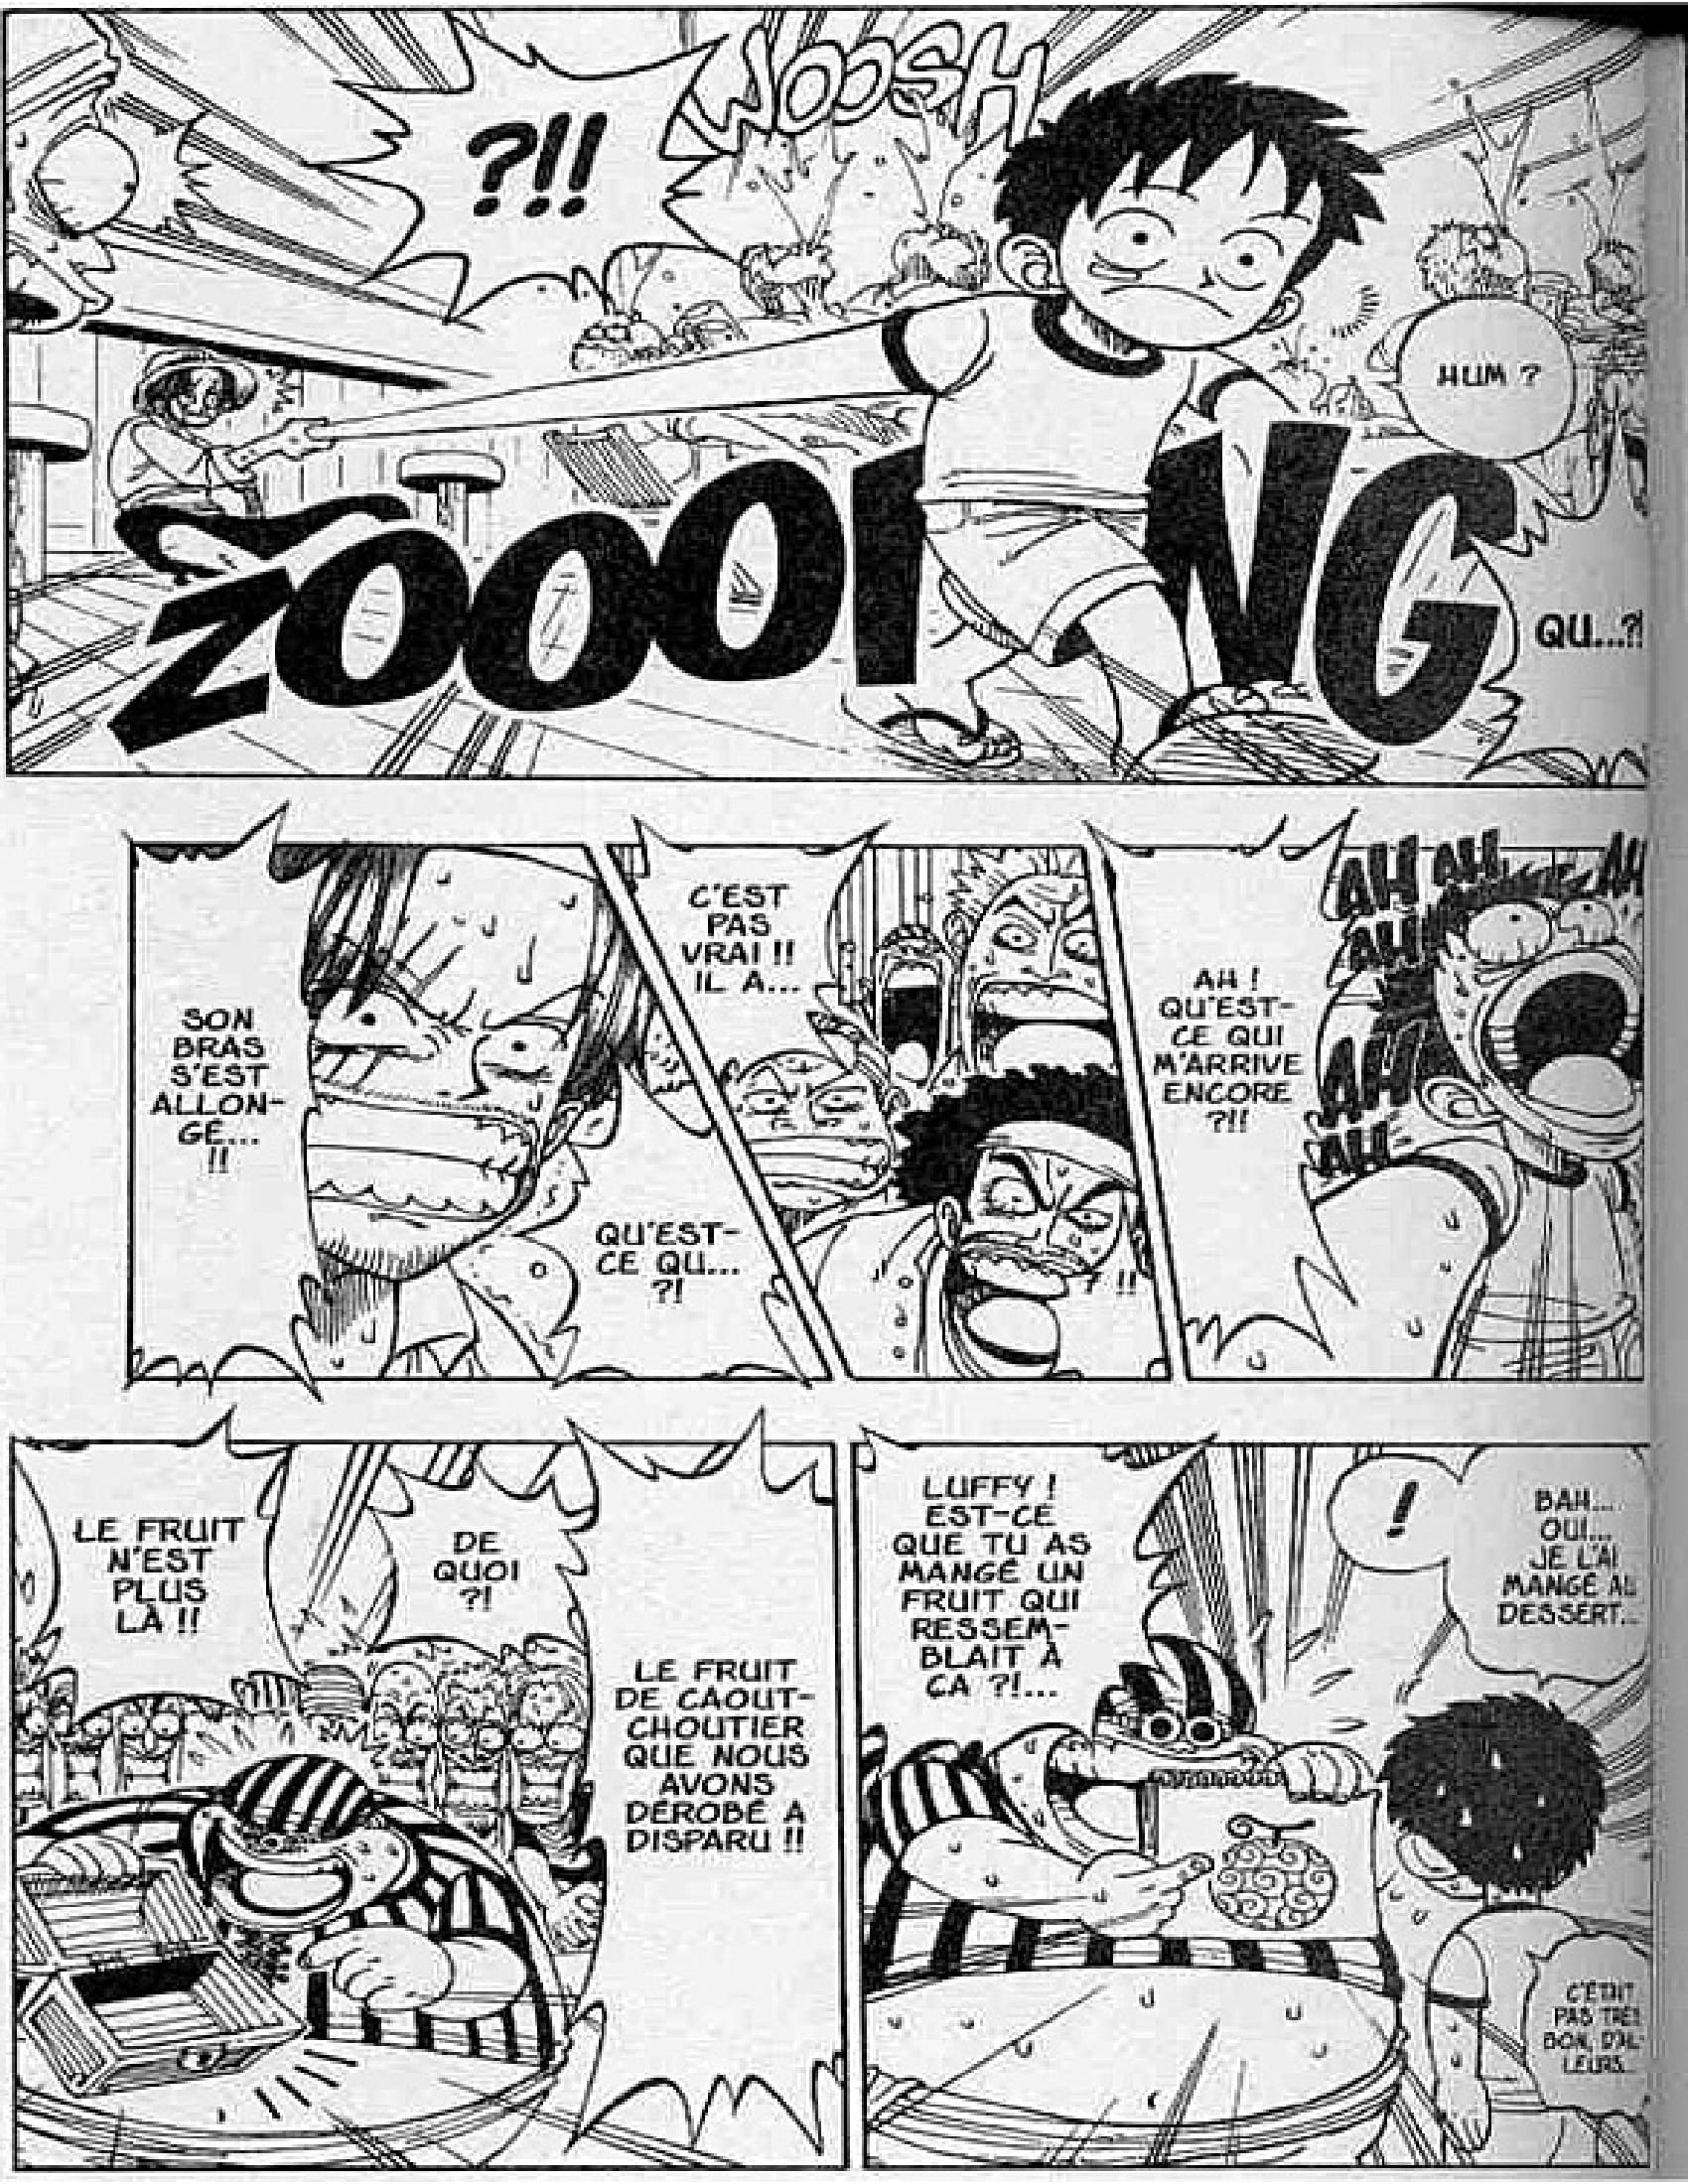 ?!!
WOOSH
HUM ?
ZOOOING
QU...?!
SON
BRAS
S'EST
ALLON-
GÉ...
!!
QU'EST-
CE QU...
?!
C'EST
PAS
VRAI !!
IL A...
!!
AH !
QU'EST-
CE QUI
M'ARRIVE
ENCORE
?!!
AH AH AH
AH
AH
AH
LE FRUIT
N'EST
PLUS
LÀ !!
DE
QUOI
?!
LE FRUIT
DE CAOUT-
CHOUTIER
QUE NOUS
AVONS
DÉROBÉ A
DISPARU !!
LUFFY !
EST-CE
QUE TU AS
MANGÉ UN
FRUIT QUI
RESSEM-
BLAIT À
ÇA ?!...
!
BAH...
OUI...
JE L'AI
MANGÉ AU
DESSERT...
C'ÉTAIT
PAS TRÈS
BON, D'AIL-
LEURS...